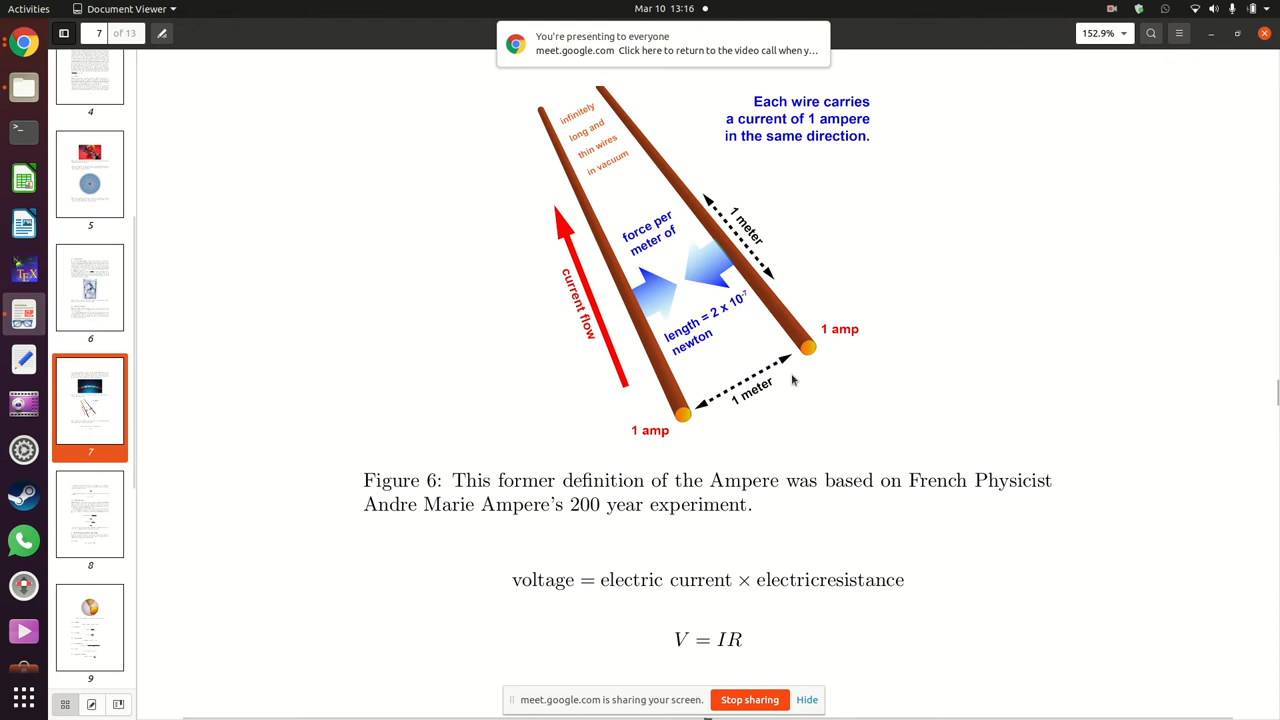 Activities
Document Viewer
Mar 10 13:16
7
of 13
You're presenting to everyone
meet.google.com Click here to return to the video call when y…
152.9%
4
5
6
7
8
9
infinitely
long and
thin wires
in vacuum
Each wire carries
a current of 1 ampere
in the same direction.
1 meter
force per
meter of
current flow
length = 2 x 10⁻⁷
newton
1 amp
1 meter
1 amp
Figure 6: This former definition of the Ampere was based on French Physicist
Andre Marie Ampere's 200 year experiment.
voltage = electric current × electricresistance
V = IR
meet.google.com is sharing your screen.
Stop sharing
Hide